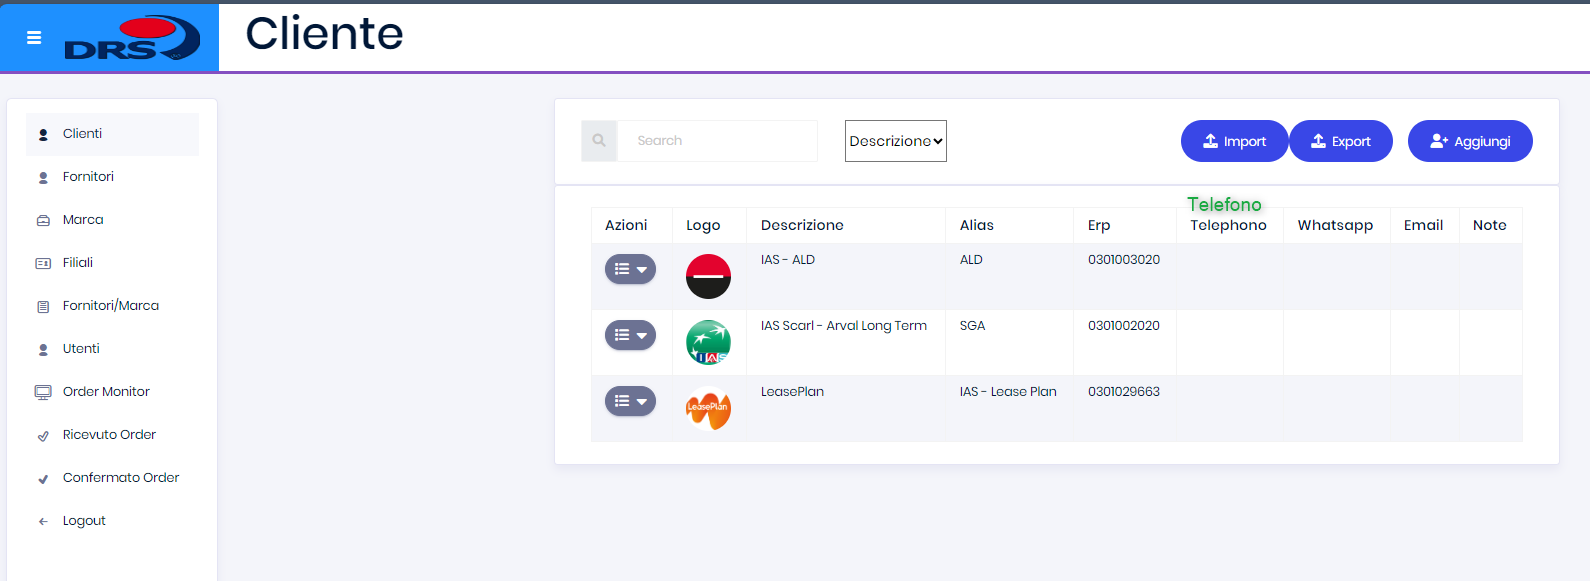 DRS
Cliente
Clienti
Fornitori
Marca
Filiali
Fornitori/Marca
Utenti
Order Monitor
Ricevuto Order
Confermato Order
Logout
Search
Descrizione
Import
Export
Aggiungi
Telefono
Azioni Logo Descrizione Alias Erp Telephono Whatsapp Email Note
IAS - ALD ALD 0301003020
IAS Scarl - Arval Long Term SGA 0301002020
IAS
LeasePlan IAS - Lease Plan 0301029663
LeasePlan